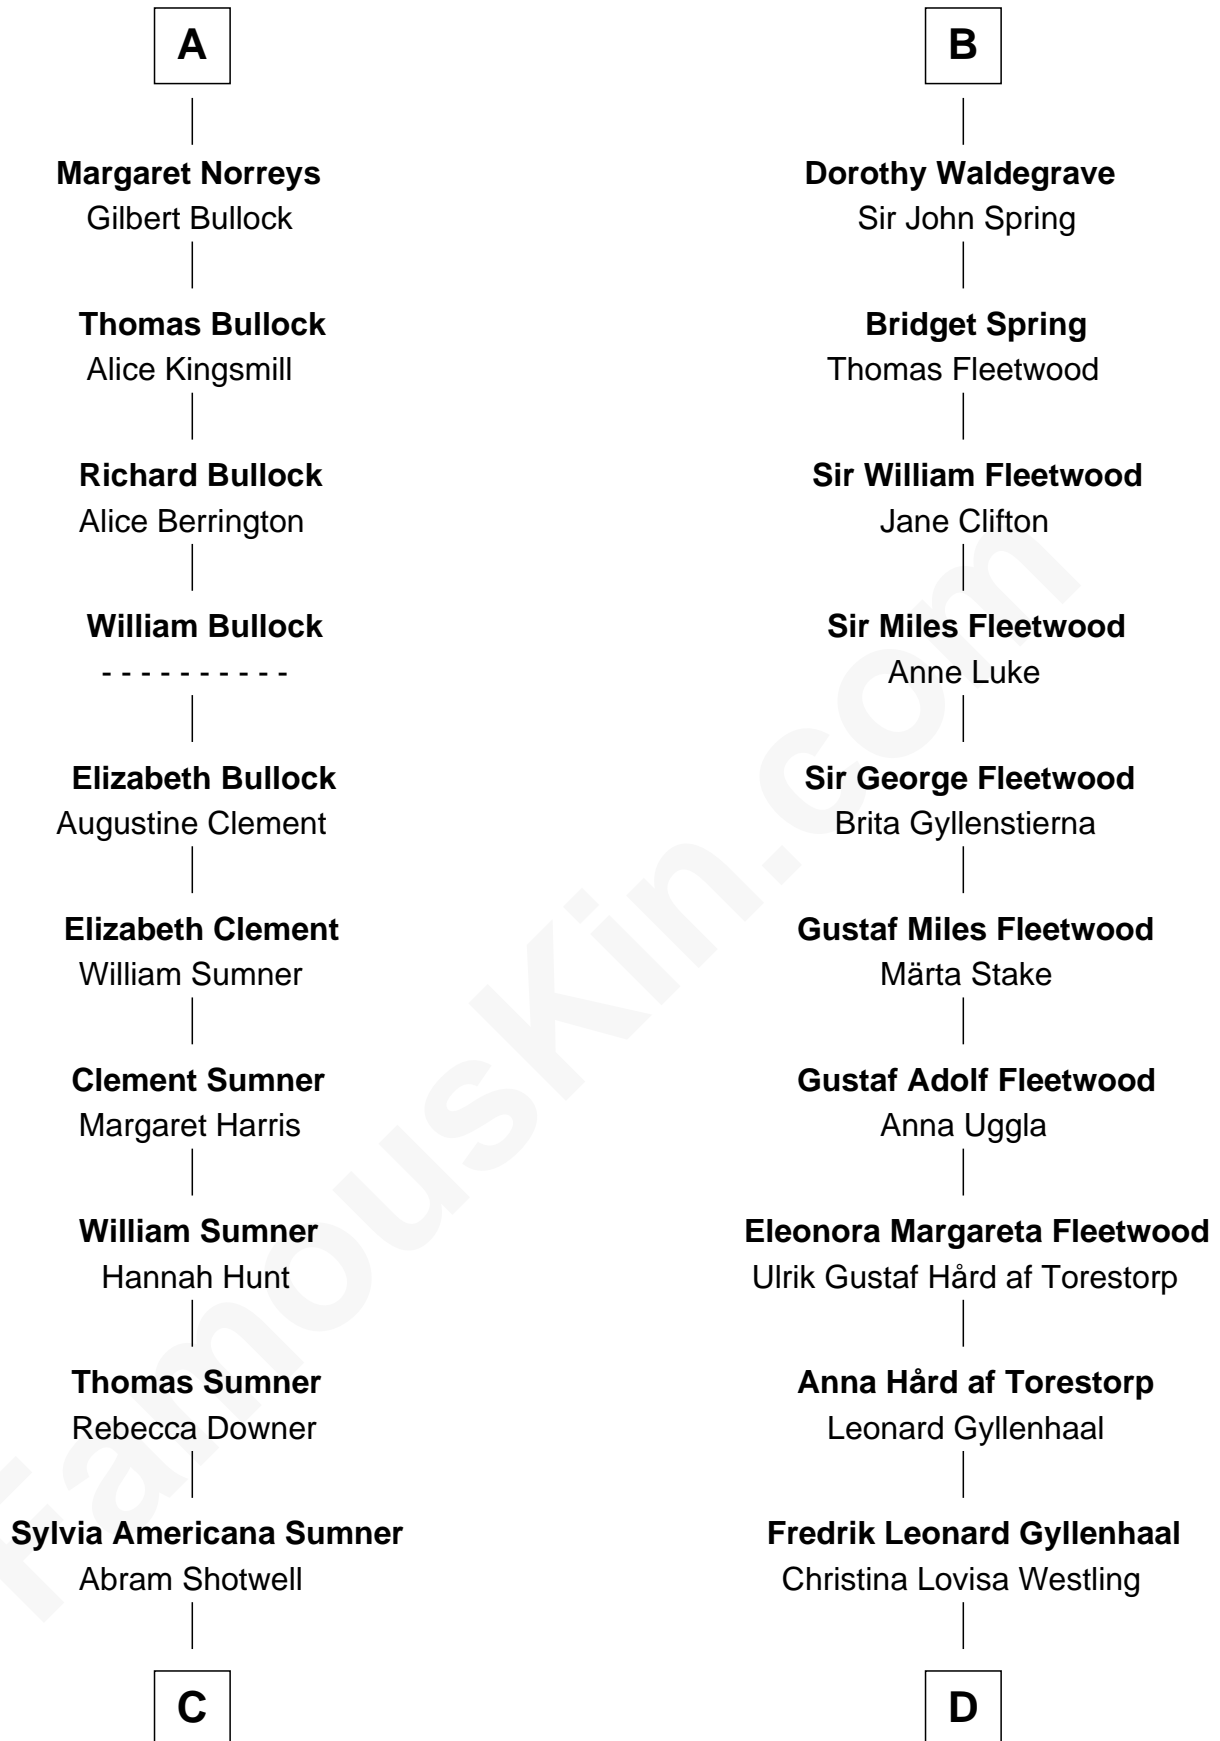 A
Margaret Norreys
Gilbert Bullock
Thomas Bullock
Alice Kingsmill
Richard Bullock
Alice Berrington
William Bullock
- - - - - - - - - -
Elizabeth Bullock
Augustine Clement
Elizabeth Clement
William Sumner
Clement Sumner
Margaret Harris
William Sumner
Hannah Hunt
Thomas Sumner
Rebecca Downer
Sylvia Americana Sumner
Abram Shotwell
C
B
Dorothy Waldegrave
Sir John Spring
Bridget Spring
Thomas Fleetwood
Sir William Fleetwood
Jane Clifton
Sir Miles Fleetwood
Anne Luke
Sir George Fleetwood
Brita Gyllenstierna
Gustaf Miles Fleetwood
Märta Stake
Gustaf Adolf Fleetwood
Anna Uggla
Eleonora Margareta Fleetwood
Ulrik Gustaf Hård af Torestorp
Anna Hård af Torestorp
Leonard Gyllenhaal
Fredrik Leonard Gyllenhaal
Christina Lovisa Westling
D
FamousKin.com